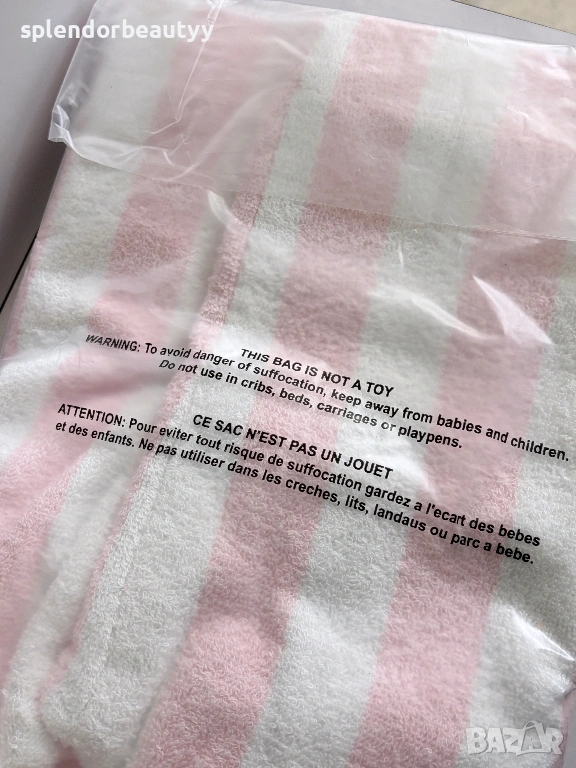 splendorbeautyy
THIS BAG IS NOT A TOY
WARNING: To avoid danger of suffocation, keep away from babies and children.
Do not use in cribs, beds, carriages or playpens.
CE SAC N'EST PAS UN JOUET
ATTENTION: Pour eviter tout risque de suffocation gardez a l'ecart des bebes
et des enfants. Ne pas utiliser dans les creches, lits, landaus ou parc a bebe.
BAZAR